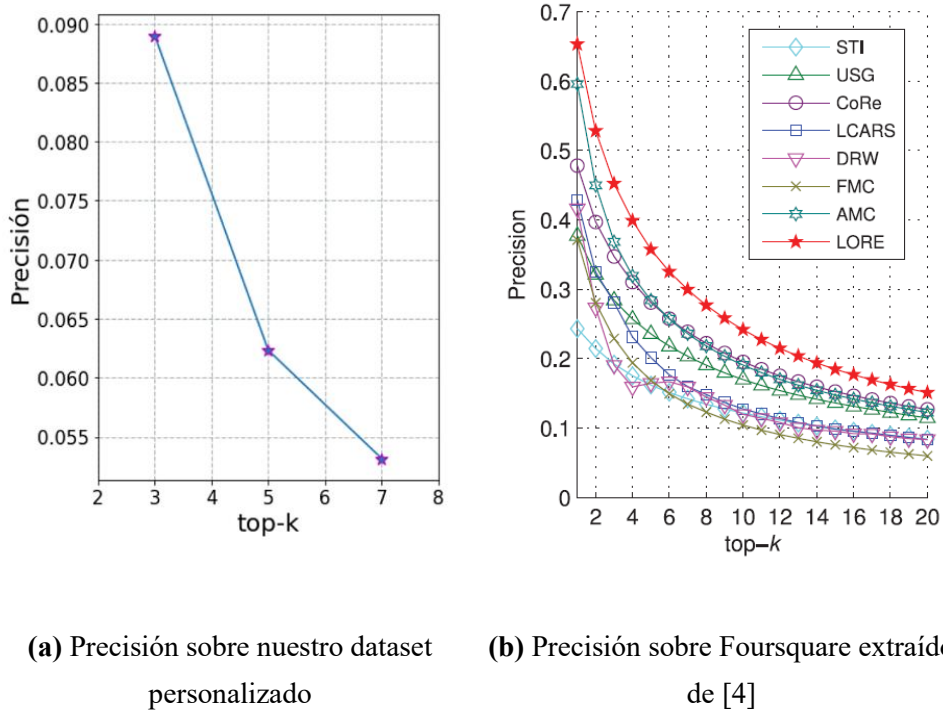 0.090
0.085
0.080
0.075
0.070
0.065
0.060
0.055
Precisión
2 3 4 5 6 7 8
top-k
0.7
0.6
0.5
0.4
0.3
0.2
0.1
0
Precision
STI
USG
CoRe
LCARS
DRW
FMC
AMC
LORE
2 4 6 8 10 12 14 16 18 20
top−k
(a) Precisión sobre nuestro dataset
personalizado
(b) Precisión sobre Foursquare extraído
de [4]